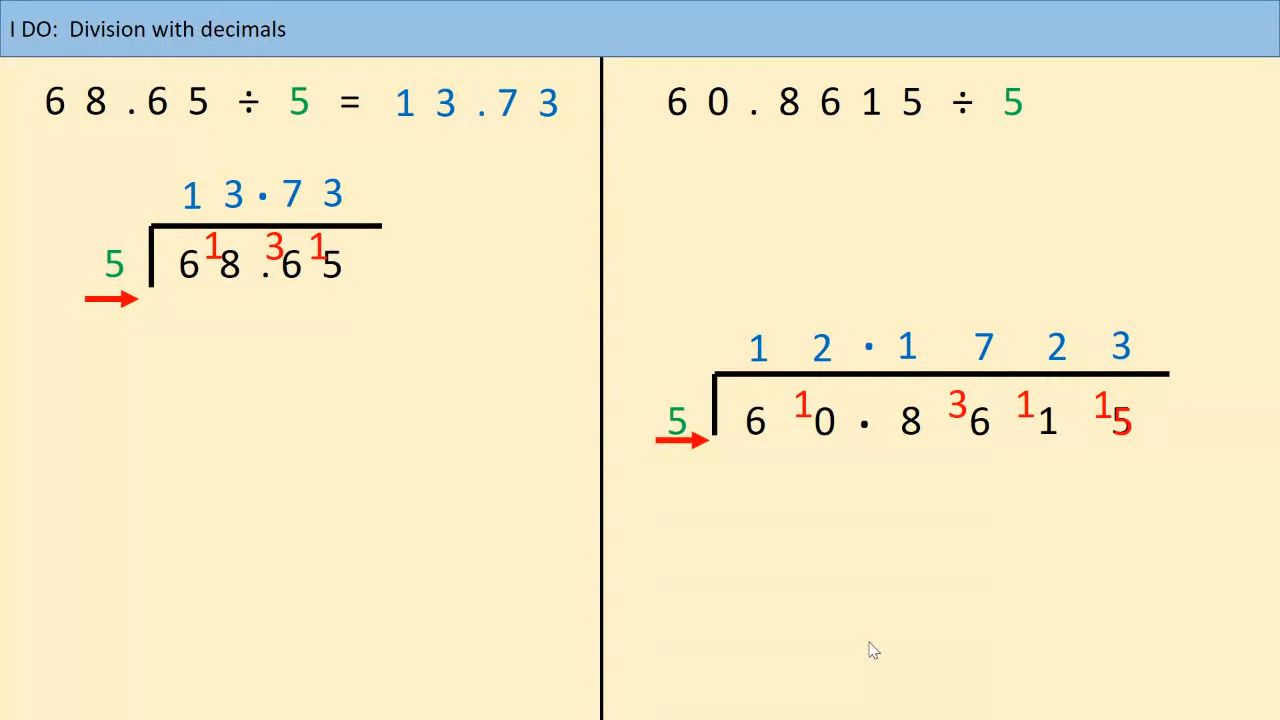 I DO: Division with decimals
6 8 . 6 5 ÷ 5 = 1 3 . 7 3
1 3 . 7 3
5 6 1 8 . 3 6 1 5
6 0 . 8 6 1 5 ÷ 5
1 2 . 1 7 2 3
5 6 1 0 . 8 3 6 1 1 1 5